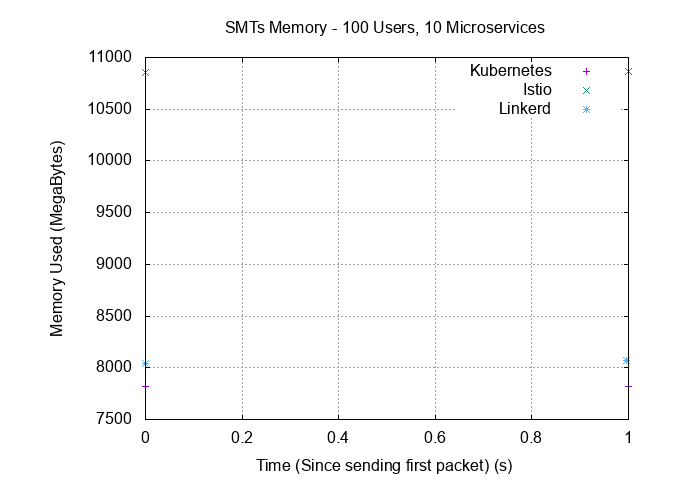 SMTs Memory - 100 Users, 10 Microservices
11000
10500
10000
9500
9000
8500
8000
7500
Memory Used (MegaBytes)
Kubernetes
Istio
Linkerd
0 0.2 0.4 0.6 0.8 1
Time (Since sending first packet) (s)